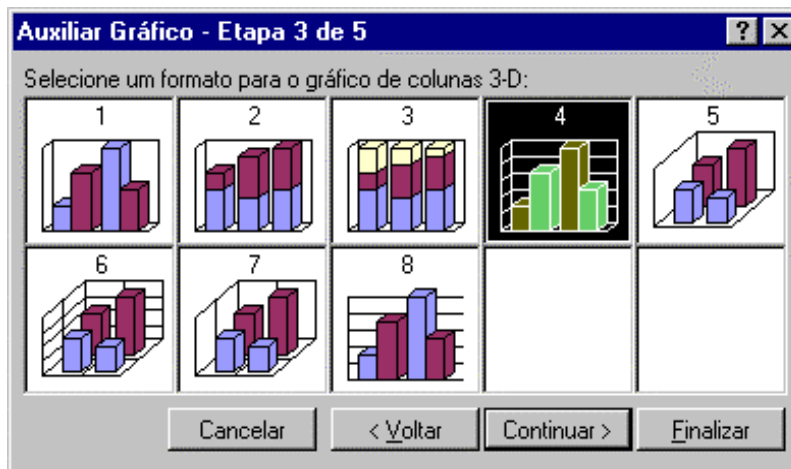 Auxiliar Gráfico - Etapa 3 de 5
Selecione um formato para o gráfico de colunas 3-D:
1 2 3 4 5
6 7 8
Cancelar < Voltar Continuar > Finalizar